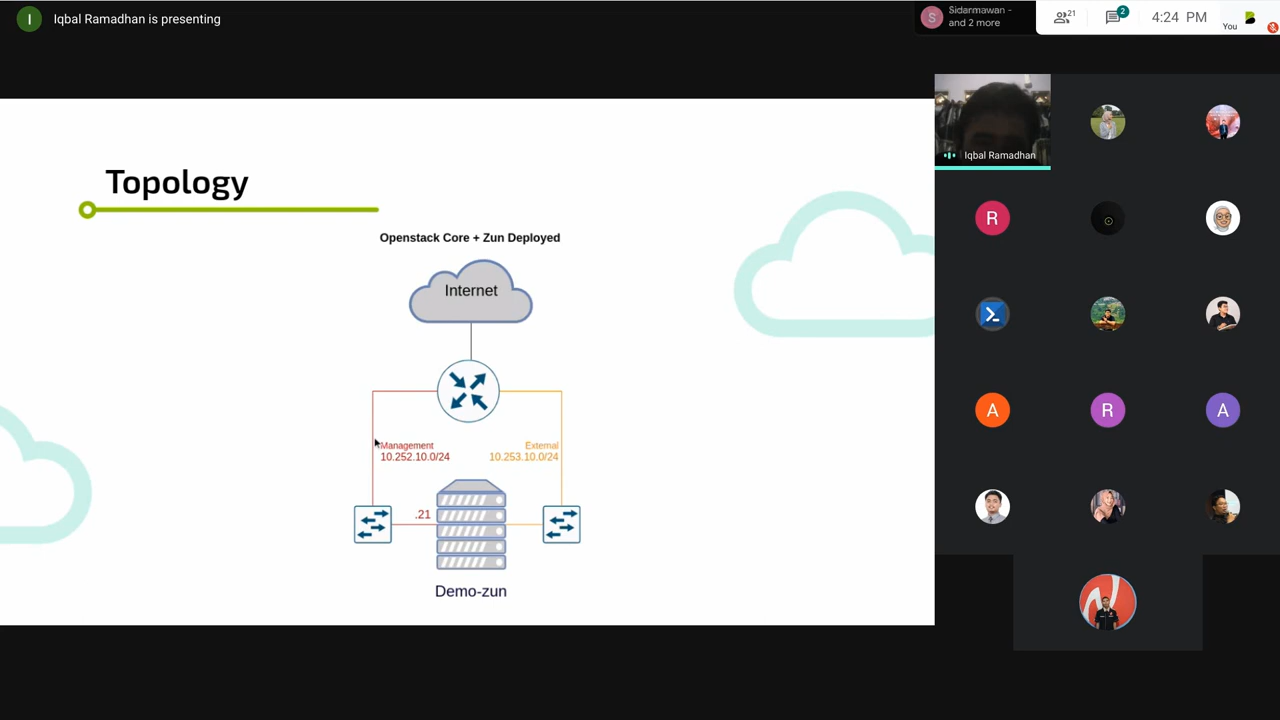 I
Iqbal Ramadhan is presenting
S
Sidarmawan -
and 2 more
21
2
4:24 PM
You
Iqbal Ramadhan
R
A
R
A
Topology
Openstack Core + Zun Deployed
Internet
Management
10.252.10.0/24
External
10.253.10.0/24
.21
Demo-zun